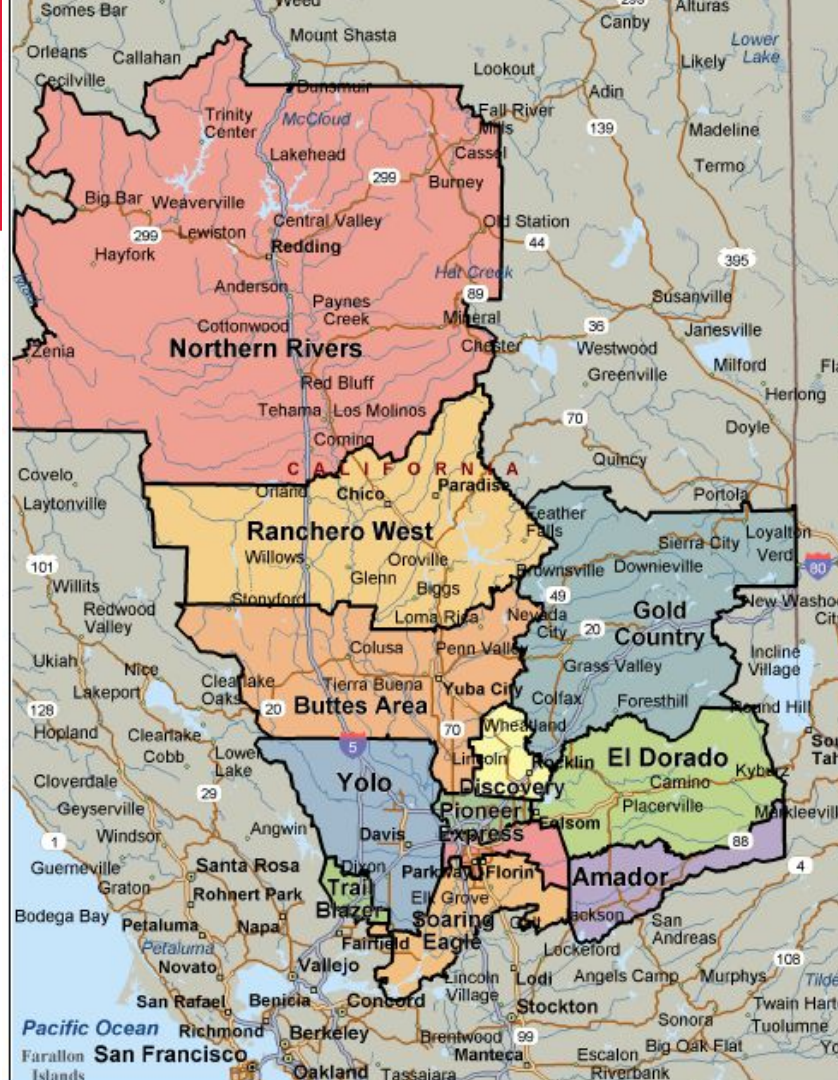 Somes Bar
Weed
299
Alturas
Canby
Mount Shasta
Lower
Lake
Orleans
Callahan
Likely
Cecilville
Lookout
Dunsmuir
Adin
Trinity
Center
McCloud
Fall River
Mills
139
Madeline
Lakehead
Cassel
Termo
299
Burney
Big Bar
Weaverville
Central Valley
Old Station
299
Lewiston
44
Hayfork
Redding
395
Hat Creek
Anderson
89
Susanville
Paynes
Creek
Mineral
36
Janesville
Cottonwood
Northern Rivers
Chester
Westwood
Zenia
Milford
Greenville
Red Bluff
Herlong
Tehama
Los Molinos
70
Doyle
Corning
Quincy
CALIFORNIA
Covelo
Paradise
Orland
Chico
Portola
Laytonville
Feather
Falls
Ranchero West
Loyalton
Sierra City
Verd
Willows
Oroville
101
Brownsville
Downieville
80
Glenn
Willits
Biggs
49
Stonyford
New Washoe
City
Redwood
Valley
Loma Rica
Nevada
City
Gold
Country
20
Colusa
Penn Valley
Ukiah
Nice
Incline
Village
Grass Valley
Clearlake
Oaks
Tierra Buena
Yuba City
Lakeport
Colfax
Foresthill
128
20
Buttes Area
Round Hill
Hopland
Clearlake
70
Wheatland
Cobb
Lower
Lake
5
Lincoln
Rocklin
El Dorado
Yolo
Kyburz
Cloverdale
Discovery
Camino
29
Geyserville
Pioneer
Express
Placerville
Markleeville
Windsor
Angwin
Davis
Folsom
1
88
Guerneville
Santa Rosa
Dixon
Parkway
Florin
4
Graton
Rohnert Park
Trail
Blazer
Amador
Elk Grove
Bodega Bay
Petaluma
Napa
Soaring
Eagle
Galt
Jackson
San
Andreas
Petaluma
Fairfield
Lockeford
Novato
Vallejo
108
Lincoln
Village
Lodi
Angels Camp
Murphys
San Rafael
Benicia
Concord
Stockton
Twain Harte
Pacific Ocean
Richmond
Berkeley
Sonora
Tuolumne
Brentwood
99
Farallon
Islands
San Francisco
Manteca
Escalon
Big Oak Flat
Oakland
Tassajara
Riverbank